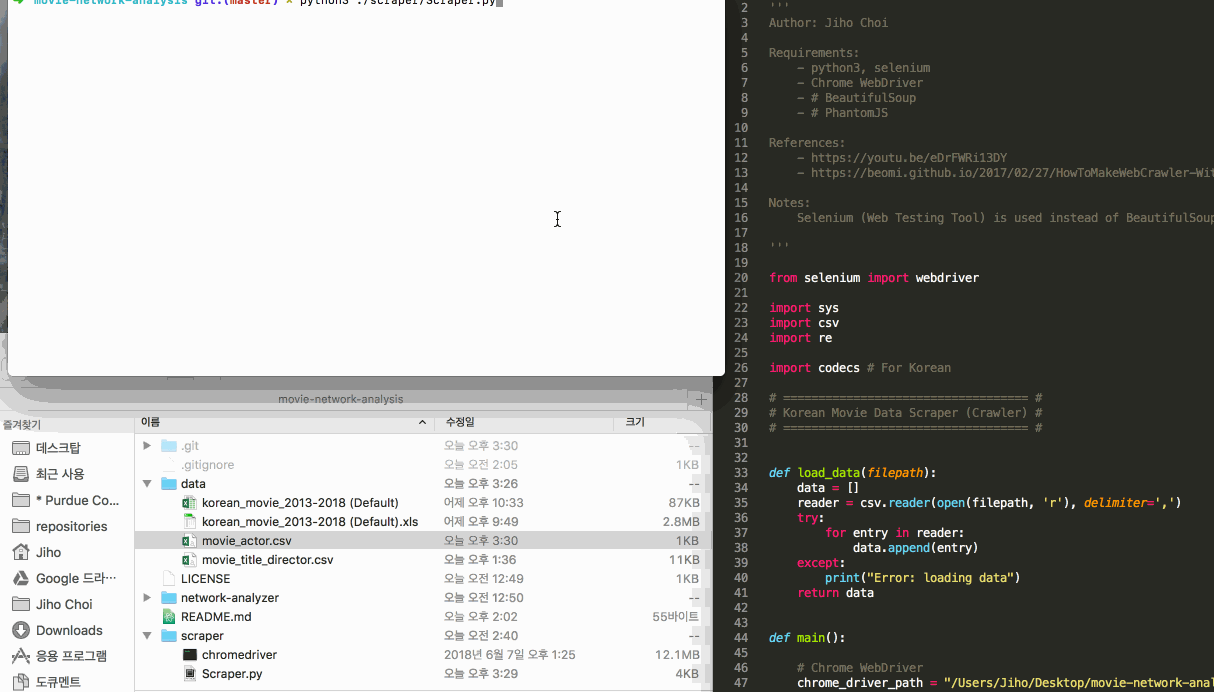 ➜ movie-network-analysis git:(master) ✗ python3 ./scraper/Scraper.py
movie-network-analysis
+
즐겨찾기
데스크탑
최근 사용
* Purdue Co...
repositories
Jiho
Google 드라...
Jiho Choi
Downloads
응용 프로그램
도큐멘트
이름 수정일 크기
.git 오늘 오후 3:30 --
.gitignore 오늘 오전 2:05 1KB
data 오늘 오후 3:26 --
korean_movie_2013-2018 (Default) 어제 오후 10:33 87KB
korean_movie_2013-2018 (Default).xls 어제 오후 9:49 2.8MB
movie_actor.csv 오늘 오후 3:30 1KB
movie_title_director.csv 오늘 오후 1:36 11KB
LICENSE 오늘 오전 12:49 1KB
network-analyzer 오늘 오전 12:50 --
README.md 오늘 오후 2:02 55바이트
scraper 오늘 오전 2:40 --
chromedriver 2018년 6월 7일 오후 1:25 12.1MB
Scraper.py 오늘 오후 3:29 4KB
2 '''
3 Author: Jiho Choi
4
5 Requirements:
6 - python3, selenium
7 - Chrome WebDriver
8 - # BeautifulSoup
9 - # PhantomJS
10
11 References:
12 - https://youtu.be/eDrFWRi13DY
13 - https://beomi.github.io/2017/02/27/HowToMakeWebCrawler-Wit
14
15 Notes:
16 Selenium (Web Testing Tool) is used instead of BeautifulSoup
17
18 '''
19
20 from selenium import webdriver
21
22 import sys
23 import csv
24 import re
25
26 import codecs # For Korean
27
28 # =================================== #
29 # Korean Movie Data Scraper (Crawler) #
30 # =================================== #
31
32
33 def load_data(filepath):
34 data = []
35 reader = csv.reader(open(filepath, 'r'), delimiter=',')
36 try:
37 for entry in reader:
38 data.append(entry)
39 except:
40 print("Error: loading data")
41 return data
42
43
44 def main():
45
46 # Chrome WebDriver
47 chrome_driver_path = "/Users/Jiho/Desktop/movie-network-anal